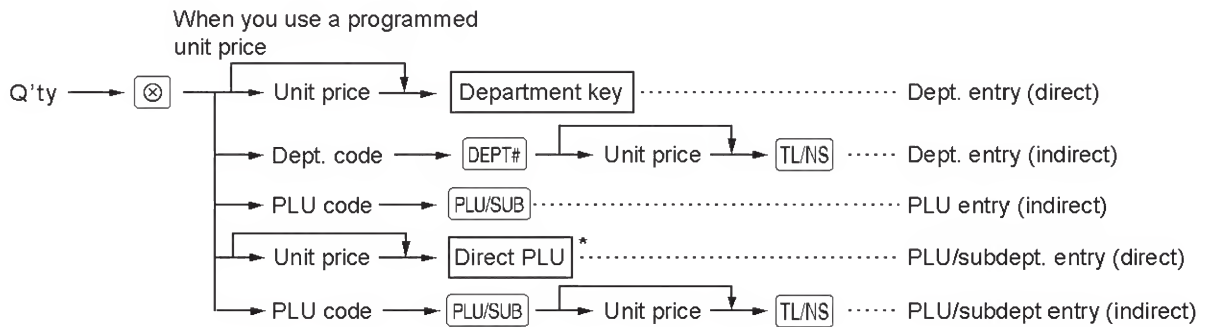 When you use a programmed
unit price
Q'ty ⊗ Unit price Department key Dept. entry (direct)
Dept. code DEPT# Unit price TL/NS Dept. entry (indirect)
PLU code PLU/SUB PLU entry (indirect)
Unit price Direct PLU * PLU/subdept. entry (direct)
PLU code PLU/SUB Unit price TL/NS PLU/subdept entry (indirect)